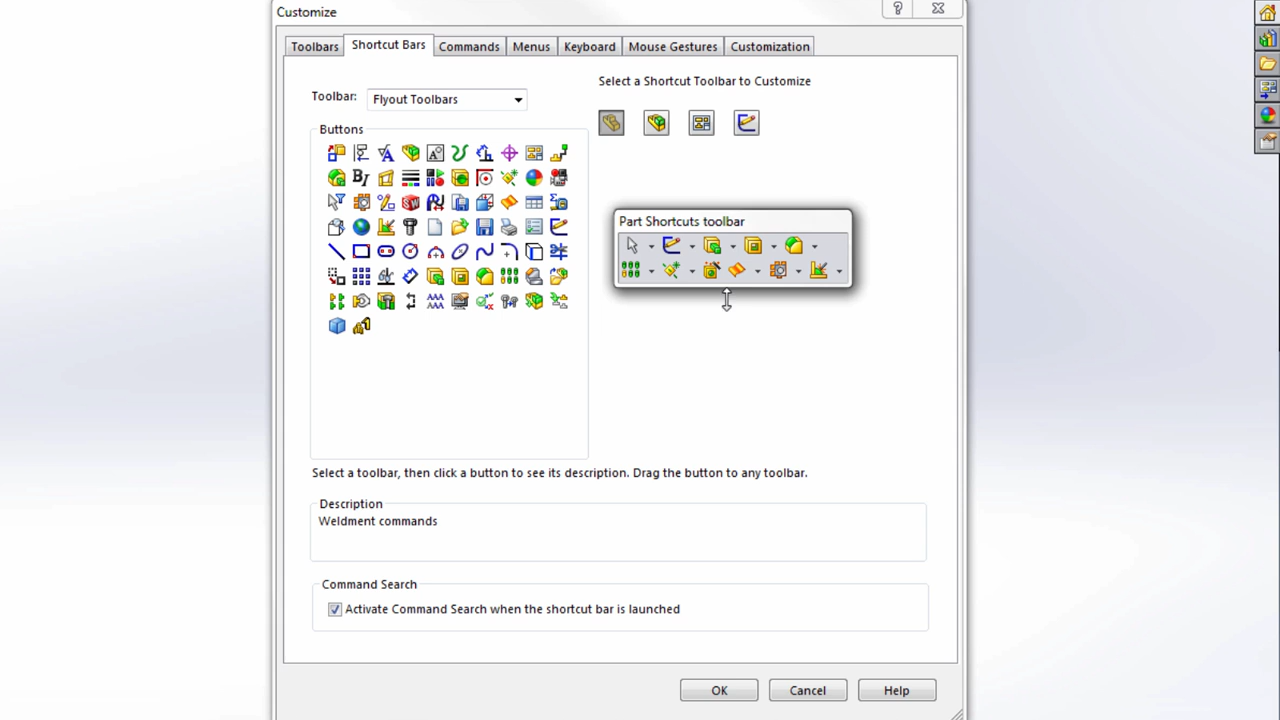 Customize
Toolbars Shortcut Bars Commands Menus Keyboard Mouse Gestures Customization
Toolbar: Flyout Toolbars
Select a Shortcut Toolbar to Customize
Buttons
Part Shortcuts toolbar
Select a toolbar, then click a button to see its description. Drag the button to any toolbar.
Description
Weldment commands
Command Search
Activate Command Search when the shortcut bar is launched
OK Cancel Help